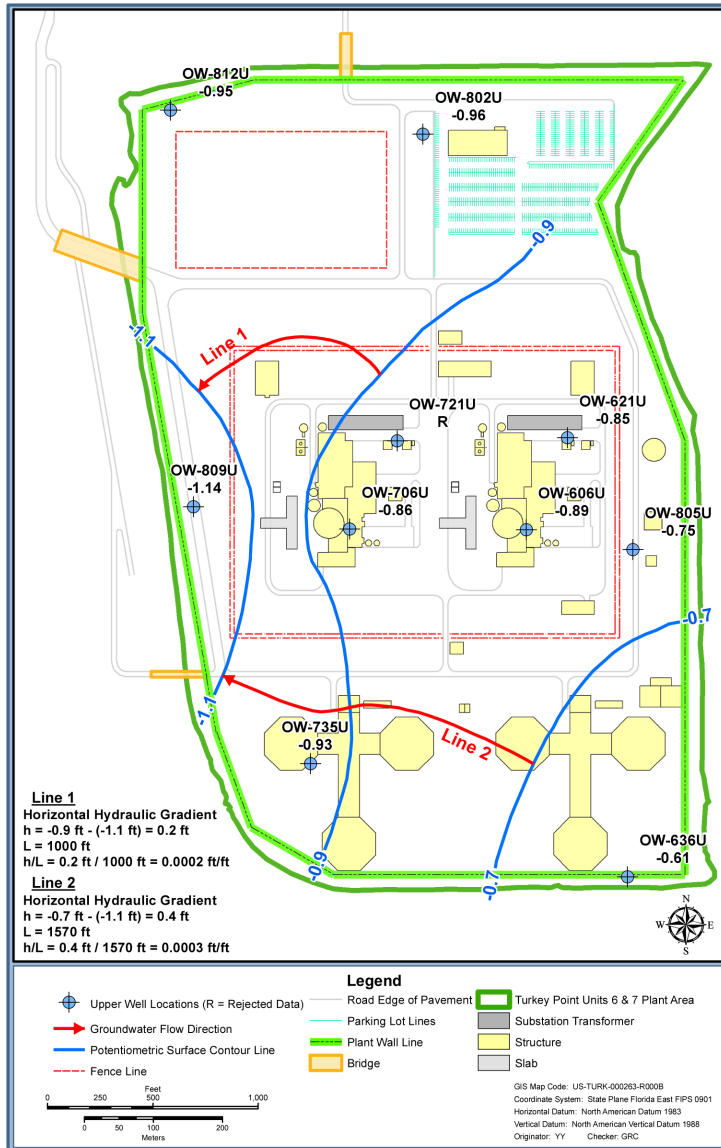 OW-812U
-0.95
OW-802U
-0.96
-0.9
-1.1
Line 1
OW-721U
R
OW-621U
-0.85
OW-809U
-1.14
OW-706U
-0.86
OW-606U
-0.89
OW-805U
-0.75
-0.7
-1.1
OW-735U
-0.93
Line 2
OW-636U
-0.61
-0.9
-0.7
Line 1
Horizontal Hydraulic Gradient
h = -0.9 ft - (-1.1 ft) = 0.2 ft
L = 1000 ft
h/L = 0.2 ft / 1000 ft = 0.0002 ft/ft
Line 2
Horizontal Hydraulic Gradient
h = -0.7 ft - (-1.1 ft) = 0.4 ft
L = 1570 ft
h/L = 0.4 ft / 1570 ft = 0.0003 ft/ft
N
W E
S
Legend
Upper Well Locations (R = Rejected Data)
Groundwater Flow Direction
Potentiometric Surface Contour Line
Fence Line
Road Edge of Pavement
Parking Lot Lines
Plant Wall Line
Bridge
Turkey Point Units 6 & 7 Plant Area
Substation Transformer
Structure
Slab
Feet
0 250 500 1,000
0 50 100 200
Meters
GIS Map Code: US-TURK-000263-R000B
Coordinate System: State Plane Florida East FIPS 0901
Horizontal Datum: North American Datum 1983
Vertical Datum: North American Vertical Datum 1988
Originator: YY Checker: GRC